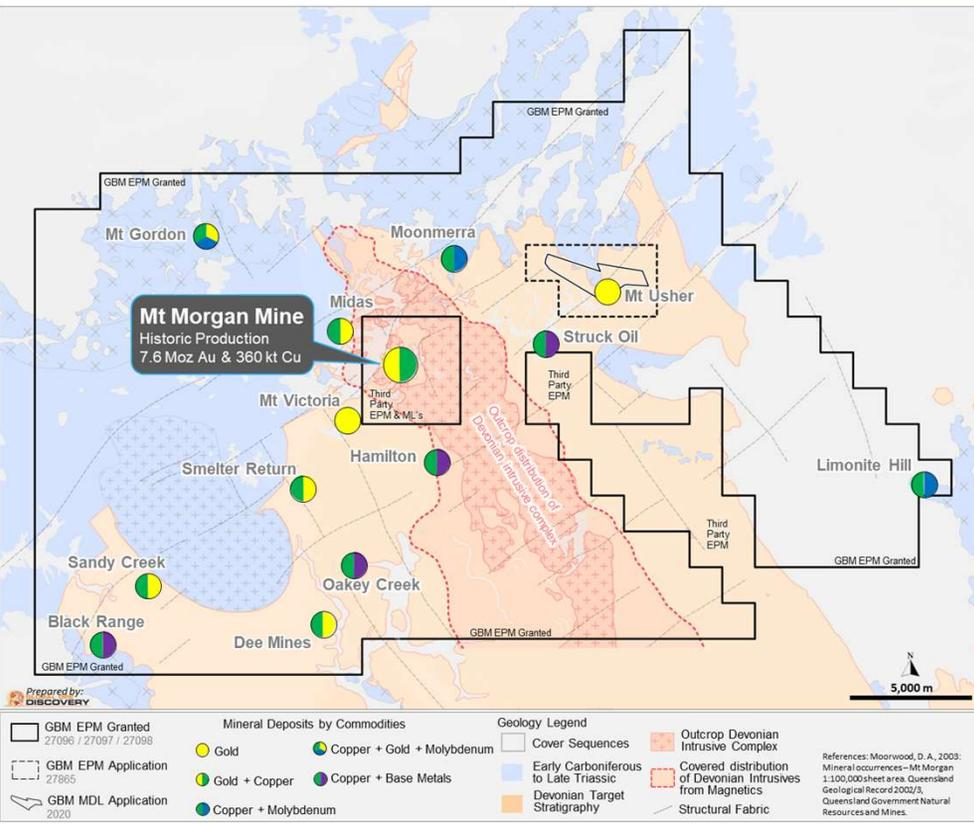 GBM EPM Granted
GBM EPM Granted
Mt Gordon
Moonmerra
Mt Usher
Midas
Mt Morgan Mine
Historic Production
7.6 Moz Au & 360 kt Cu
Struck Oil
Third
Party
EPM
Third
Party
EPM & ML's
Mt Victoria
Outcrop distribution of
Devonian intrusive complex
Hamilton
Smelter Return
Limonite Hill
Third
Party
EPM
GBM EPM Granted
Sandy Creek
Oakey Creek
Black Range
Dee Mines
GBM EPM Granted
GBM EPM Granted
N
5,000 m
Prepared by:
DISCOVERY
GBM EPM Granted
27096 / 27097 / 27098
GBM EPM Application
27865
GBM MDL Application
2020
Mineral Deposits by Commodities
Gold
Copper + Gold + Molybdenum
Gold + Copper
Copper + Base Metals
Copper + Molybdenum
Geology Legend
Cover Sequences
Early Carboniferous
to Late Triassic
Devonian Target
Stratigraphy
Outcrop Devonian
Intrusive Complex
Covered distribution
of Devonian Intrusives
from Magnetics
Structural Fabric
References: Moorwood, D.A., 2003:
Mineral occurrences – Mt Morgan
1:100,000 sheet area. Queensland
Geological Record 2002/3,
Queensland Government Natural
Resources and Mines.